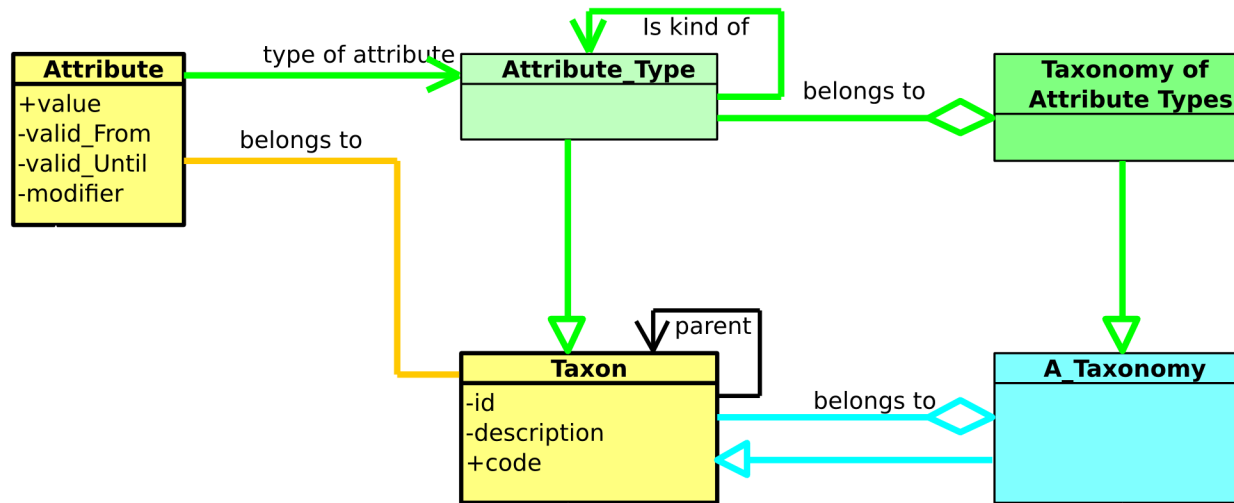 Is kind of
type of attribute
Attribute
+value
-valid_From
-valid_Until
-modifier
Attribute_Type
belongs to
Taxonomy of
Attribute Types
belongs to
parent
Taxon
-id
-description
+code
belongs to
A_Taxonomy